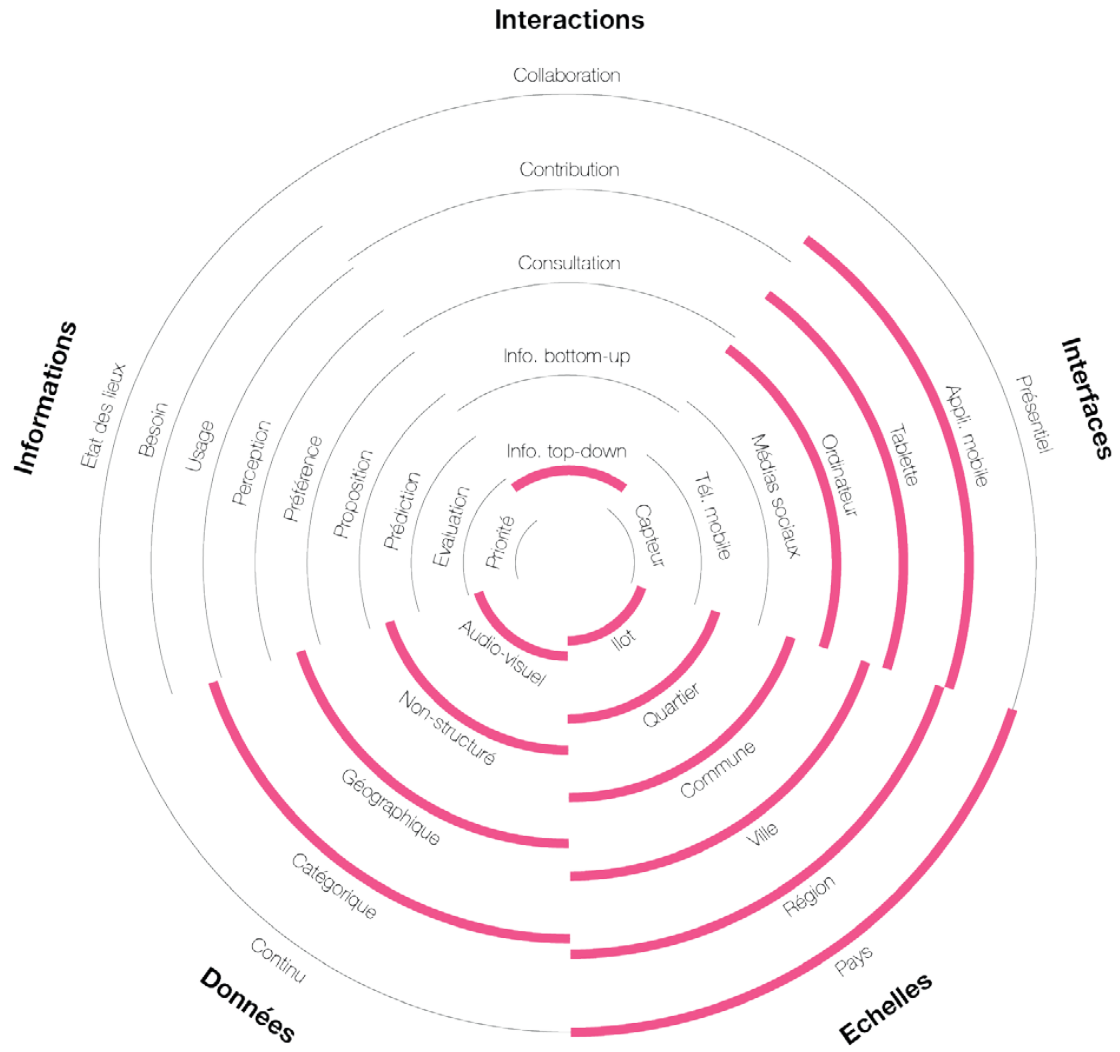 Interactions
Collaboration
Contribution
Consultation
Info. bottom-up
Info. top-down
Informations
Etat des lieux
Besoin
Usage
Perception
Préférence
Proposition
Prédiction
Evaluation
Priorité
Interfaces
Présentiel
Appli. mobile
Tablette
Ordinateur
Médias sociaux
Tél. mobile
Capteur
Données
Audio-visuel
Non-structuré
Géographique
Catégorique
Continu
Echelles
Ilot
Quartier
Commune
Ville
Région
Pays